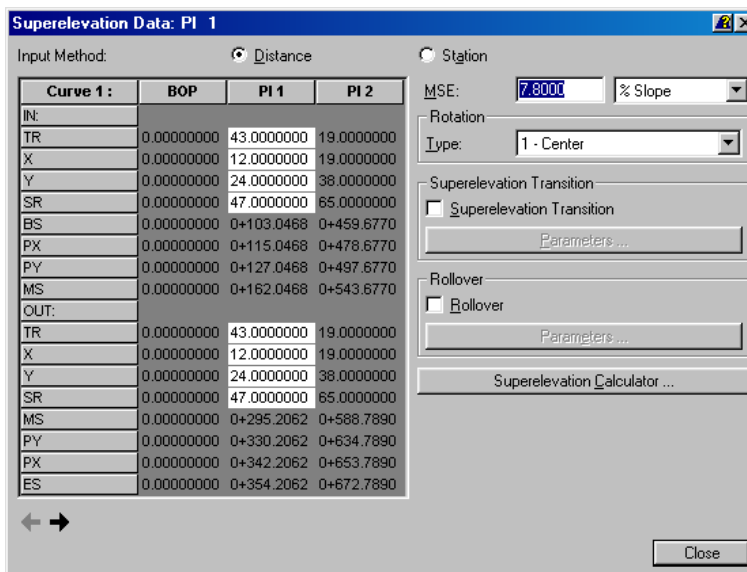 Superelevation Data: PI 1
Input Method: Distance Station
Curve 1 : BOP PI 1 PI 2
IN:
TR 0.00000000 43.0000000 19.0000000
X 0.00000000 12.0000000 19.0000000
Y 0.00000000 24.0000000 38.0000000
SR 0.00000000 47.0000000 65.0000000
BS 0.00000000 0+103.0468 0+459.6770
PX 0.00000000 0+115.0468 0+478.6770
PY 0.00000000 0+127.0468 0+497.6770
MS 0.00000000 0+162.0468 0+543.6770
OUT:
TR 0.00000000 43.0000000 19.0000000
X 0.00000000 12.0000000 19.0000000
Y 0.00000000 24.0000000 38.0000000
SR 0.00000000 47.0000000 65.0000000
MS 0.00000000 0+295.2062 0+588.7890
PY 0.00000000 0+330.2062 0+634.7890
PX 0.00000000 0+342.2062 0+653.7890
ES 0.00000000 0+354.2062 0+672.7890
MSE: 7.8000 % Slope
Rotation
Type: 1 - Center
Superelevation Transition
Superelevation Transition
Parameters ...
Rollover
Rollover
Parameters ...
Superelevation Calculator ...
Close